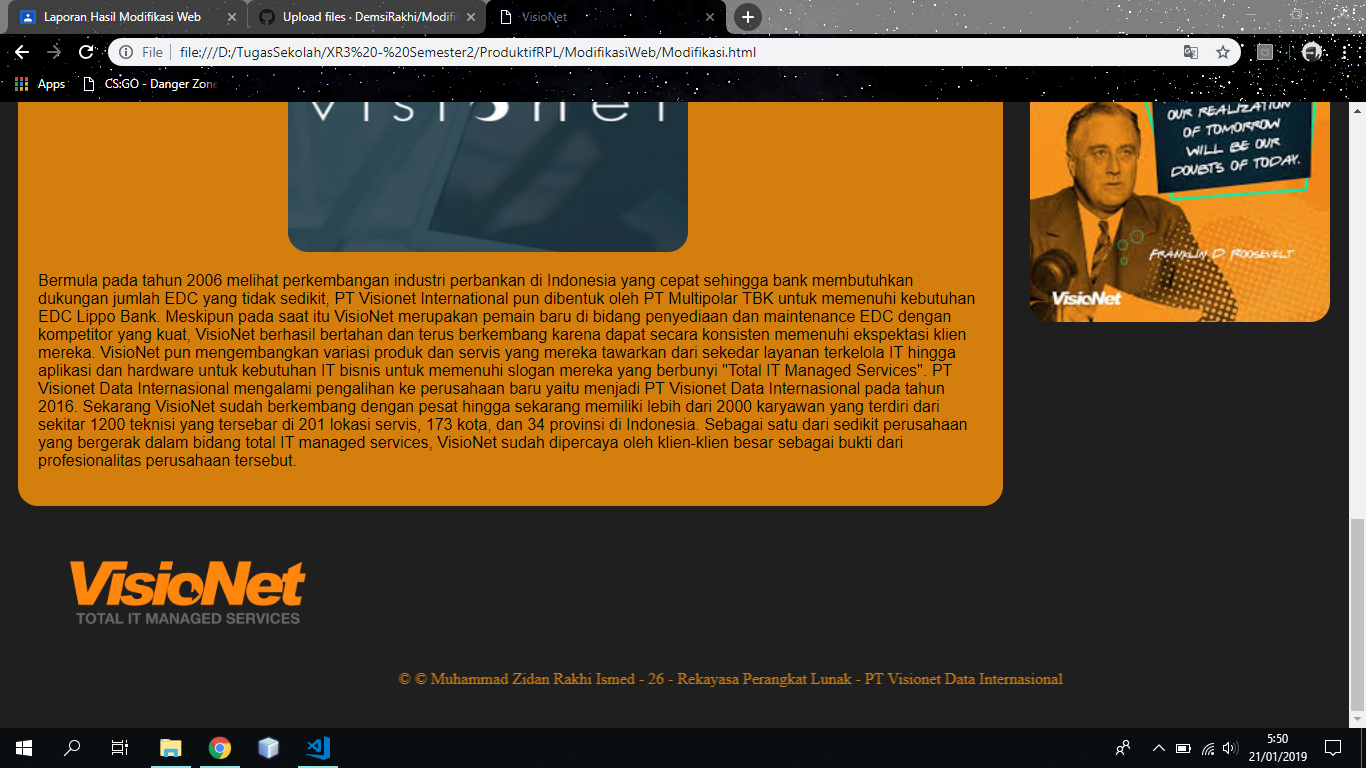 Laporan Hasil Modifikasi Web
Upload files · DemsiRakhi/Modifi
VisioNet
File
file:///D:/TugasSekolah/XR3%20-%20Semester2/ProduktifRPL/ModifikasiWeb/Modifikasi.html
Apps
CS:GO - Danger Zone
visionet
OUR REALIZATION
OF TOMORROW
WILL BE OUR
DOUBTS OF TODAY.
FRANKLIN D. ROOSEVELT
VisioNet
Bermula pada tahun 2006 melihat perkembangan industri perbankan di Indonesia yang cepat sehingga bank membutuhkan
dukungan jumlah EDC yang tidak sedikit, PT Visionet International pun dibentuk oleh PT Multipolar TBK untuk memenuhi kebutuhan
EDC Lippo Bank. Meskipun pada saat itu VisioNet merupakan pemain baru di bidang penyediaan dan maintenance EDC dengan
kompetitor yang kuat, VisioNet berhasil bertahan dan terus berkembang karena dapat secara konsisten memenuhi ekspektasi klien
mereka. VisioNet pun mengembangkan variasi produk dan servis yang mereka tawarkan dari sekedar layanan terkelola IT hingga
aplikasi dan hardware untuk kebutuhan IT bisnis untuk memenuhi slogan mereka yang berbunyi "Total IT Managed Services". PT
Visionet Data Internasional mengalami pengalihan ke perusahaan baru yaitu menjadi PT Visionet Data Internasional pada tahun
2016. Sekarang VisioNet sudah berkembang dengan pesat hingga sekarang memiliki lebih dari 2000 karyawan yang terdiri dari
sekitar 1200 teknisi yang tersebar di 201 lokasi servis, 173 kota, dan 34 provinsi di Indonesia. Sebagai satu dari sedikit perusahaan
yang bergerak dalam bidang total IT managed services, VisioNet sudah dipercaya oleh klien-klien besar sebagai bukti dari
profesionalitas perusahaan tersebut.
VisioNet
TOTAL IT MANAGED SERVICES
© © Muhammad Zidan Rakhi Ismed - 26 - Rekayasa Perangkat Lunak - PT Visionet Data Internasional
5:50
21/01/2019